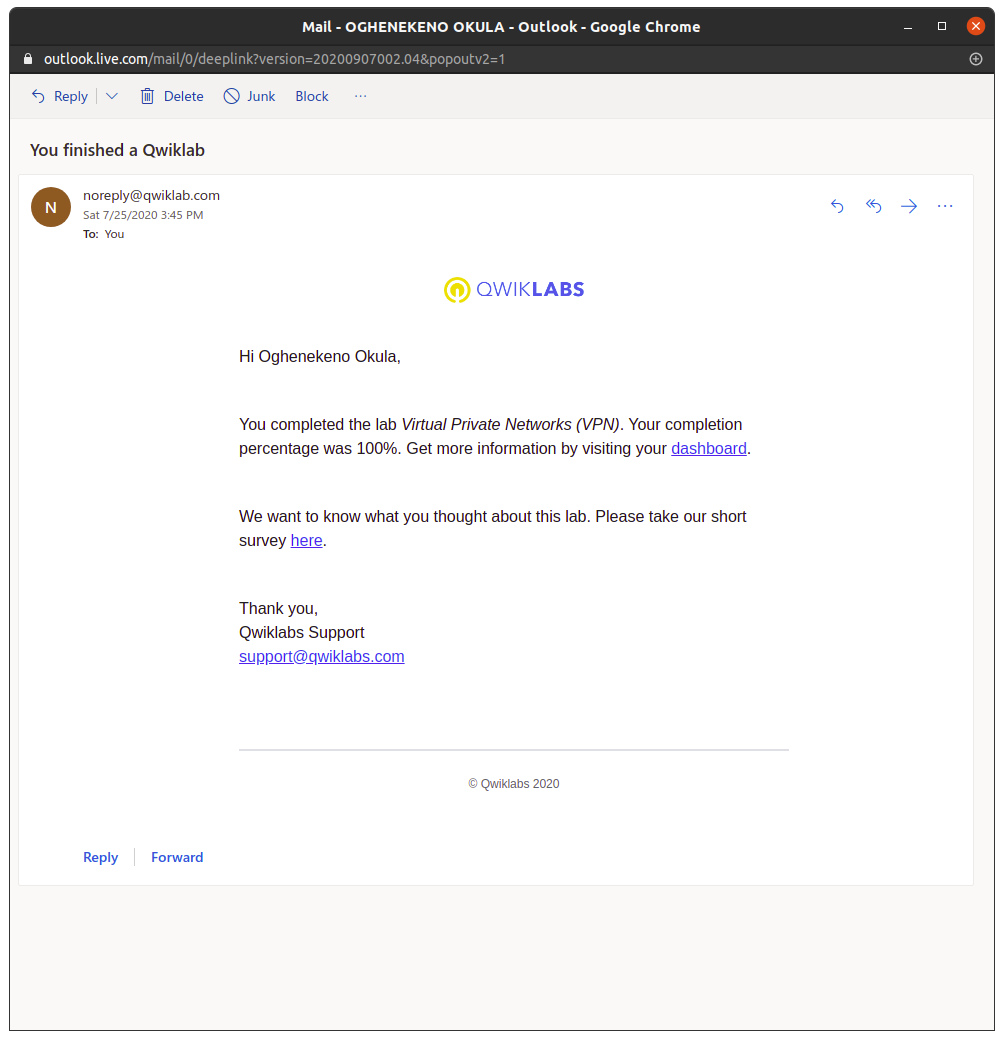 Mail - OGHENEKENO OKULA - Outlook - Google Chrome
outlook.live.com/mail/0/deeplink?version=20200907002.04&popoutv2=1
Reply Delete Junk Block ...
You finished a Qwiklab
N
noreply@qwiklab.com
Sat 7/25/2020 3:45 PM
To: You
QWIKLABS
Hi Oghenekeno Okula,
You completed the lab Virtual Private Networks (VPN). Your completion
percentage was 100%. Get more information by visiting your dashboard.
We want to know what you thought about this lab. Please take our short
survey here.
Thank you,
Qwiklabs Support
support@qwiklabs.com
© Qwiklabs 2020
Reply Forward